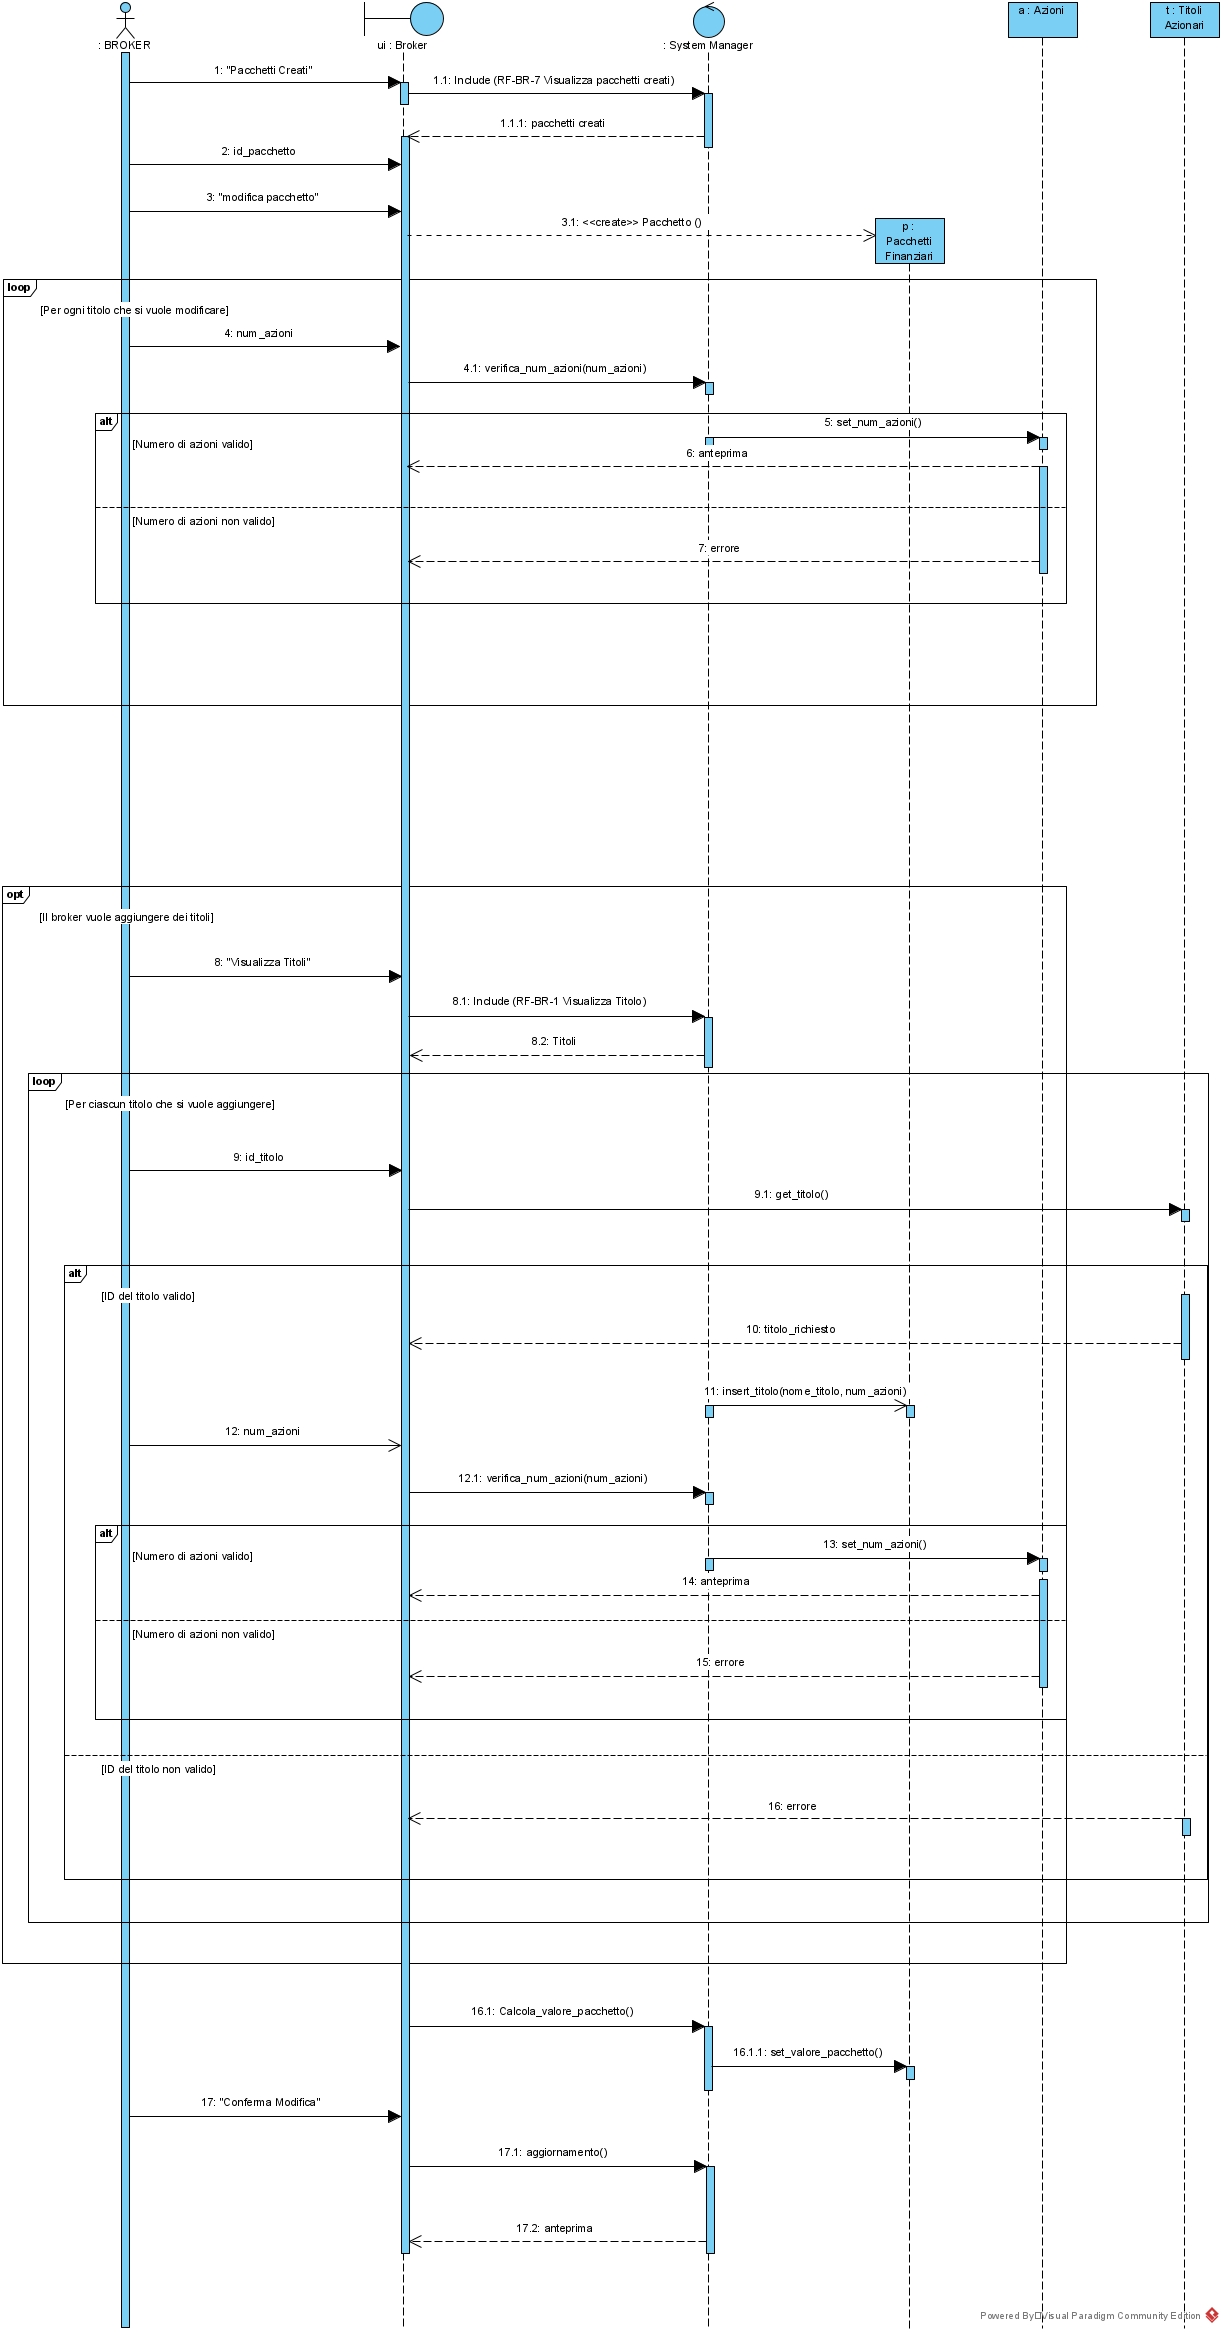 : BROKER
ui : Broker
: System Manager
a : Azioni
t : Titoli
Azionari
1: "Pacchetti Creati"
1.1: Include (RF-BR-7 Visualizza pacchetti creati)
1.1.1: pacchetti creati
2: id_pacchetto
3: "modifica pacchetto"
3.1: <<create>> Pacchetto ()
p :
Pacchetti
Finanziari
loop
[Per ogni titolo che si vuole modificare]
4: num_azioni
4.1: verifica_num_azioni(num_azioni)
alt
[Numero di azioni valido]
5: set_num_azioni()
6: anteprima
[Numero di azioni non valido]
7: errore
opt
[Il broker vuole aggiungere dei titoli]
8: "Visualizza Titoli"
8.1: Include (RF-BR-1 Visualizza Titolo)
8.2: Titoli
loop
[Per ciascun titolo che si vuole aggiungere]
9: id_titolo
9.1: get_titolo()
alt
[ID del titolo valido]
10: titolo_richiesto
11: insert_titolo(nome_titolo, num_azioni)
12: num_azioni
12.1: verifica_num_azioni(num_azioni)
alt
[Numero di azioni valido]
13: set_num_azioni()
14: anteprima
[Numero di azioni non valido]
15: errore
[ID del titolo non valido]
16: errore
16.1: Calcola_valore_pacchetto()
16.1.1: set_valore_pacchetto()
17: "Conferma Modifica"
17.1: aggiornamento()
17.2: anteprima
Powered By Visual Paradigm Community Edition